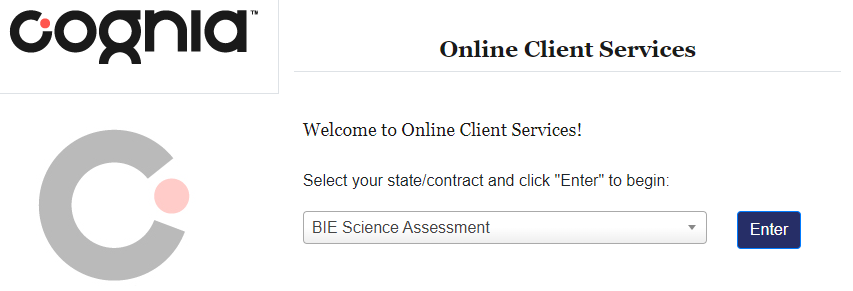 cognia™
Online Client Services
Welcome to Online Client Services!
Select your state/contract and click "Enter" to begin:
BIE Science Assessment
Enter